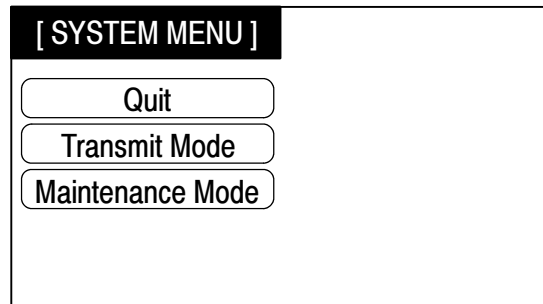 [ SYSTEM MENU ]
Quit
Transmit Mode
Maintenance Mode